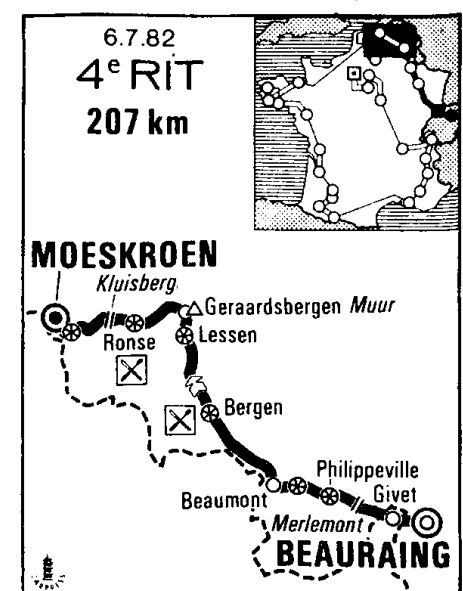 6.7.82
4e RIT
207 km
MOESKROEN
Kluisberg
Geraardsbergen Muur
Ronse
Lessen
Bergen
Philippeville
Beaumont
Givet
Merlemont
BEAURAING